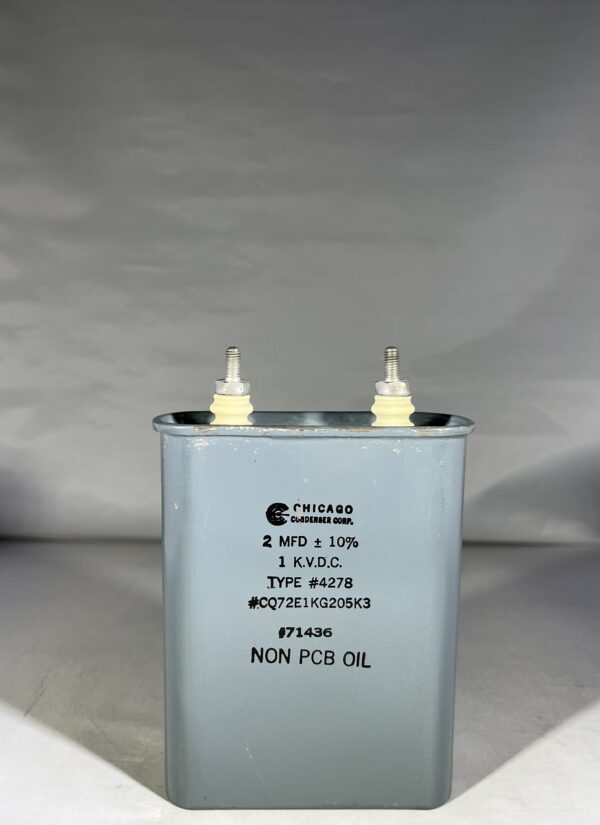 CHICAGO
CONDENSER CORP.
2 MFD ± 10%
1 K.V.D.C.
TYPE #4278
#CQ72E1KG205K3
#71436
NON PCB OIL